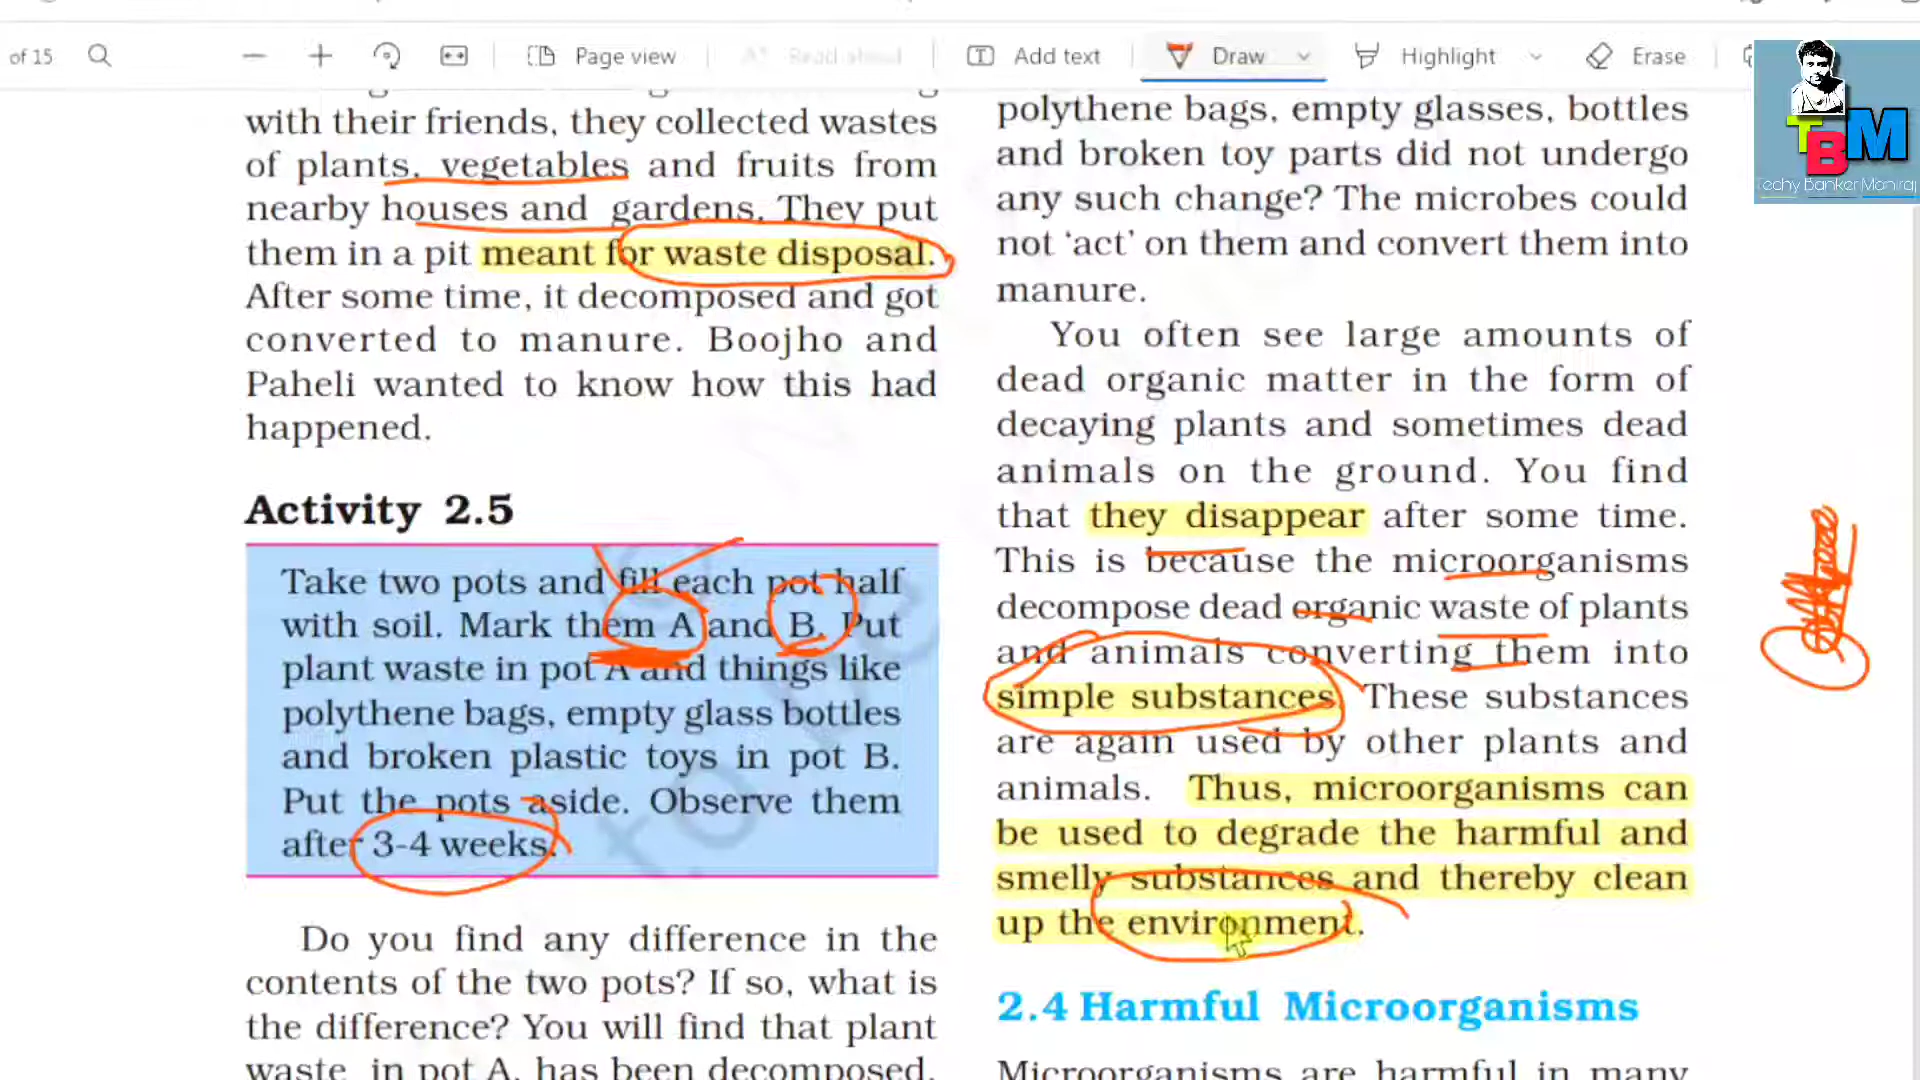 of 15
Page view
Read aloud
Add text
Draw
Highlight
Erase
TBM
Techy Banker Maniraj
with their friends, they collected wastes
of plants, vegetables and fruits from
nearby houses and gardens. They put
them in a pit meant for waste disposal.
After some time, it decomposed and got
converted to manure. Boojho and
Paheli wanted to know how this had
happened.
Activity 2.5
Take two pots and fill each pot half
with soil. Mark them A and B. Put
plant waste in pot A and things like
polythene bags, empty glass bottles
and broken plastic toys in pot B.
Put the pots aside. Observe them
after 3-4 weeks.
Do you find any difference in the
contents of the two pots? If so, what is
the difference? You will find that plant
waste in pot A, has been decomposed.
polythene bags, empty glasses, bottles
and broken toy parts did not undergo
any such change? The microbes could
not ‘act’ on them and convert them into
manure.
You often see large amounts of
dead organic matter in the form of
decaying plants and sometimes dead
animals on the ground. You find
that they disappear after some time.
This is because the microorganisms
decompose dead organic waste of plants
and animals converting them into
simple substances. These substances
are again used by other plants and
animals. Thus, microorganisms can
be used to degrade the harmful and
smelly substances and thereby clean
up the environment.
2.4 Harmful Microorganisms
Microorganisms are harmful in many